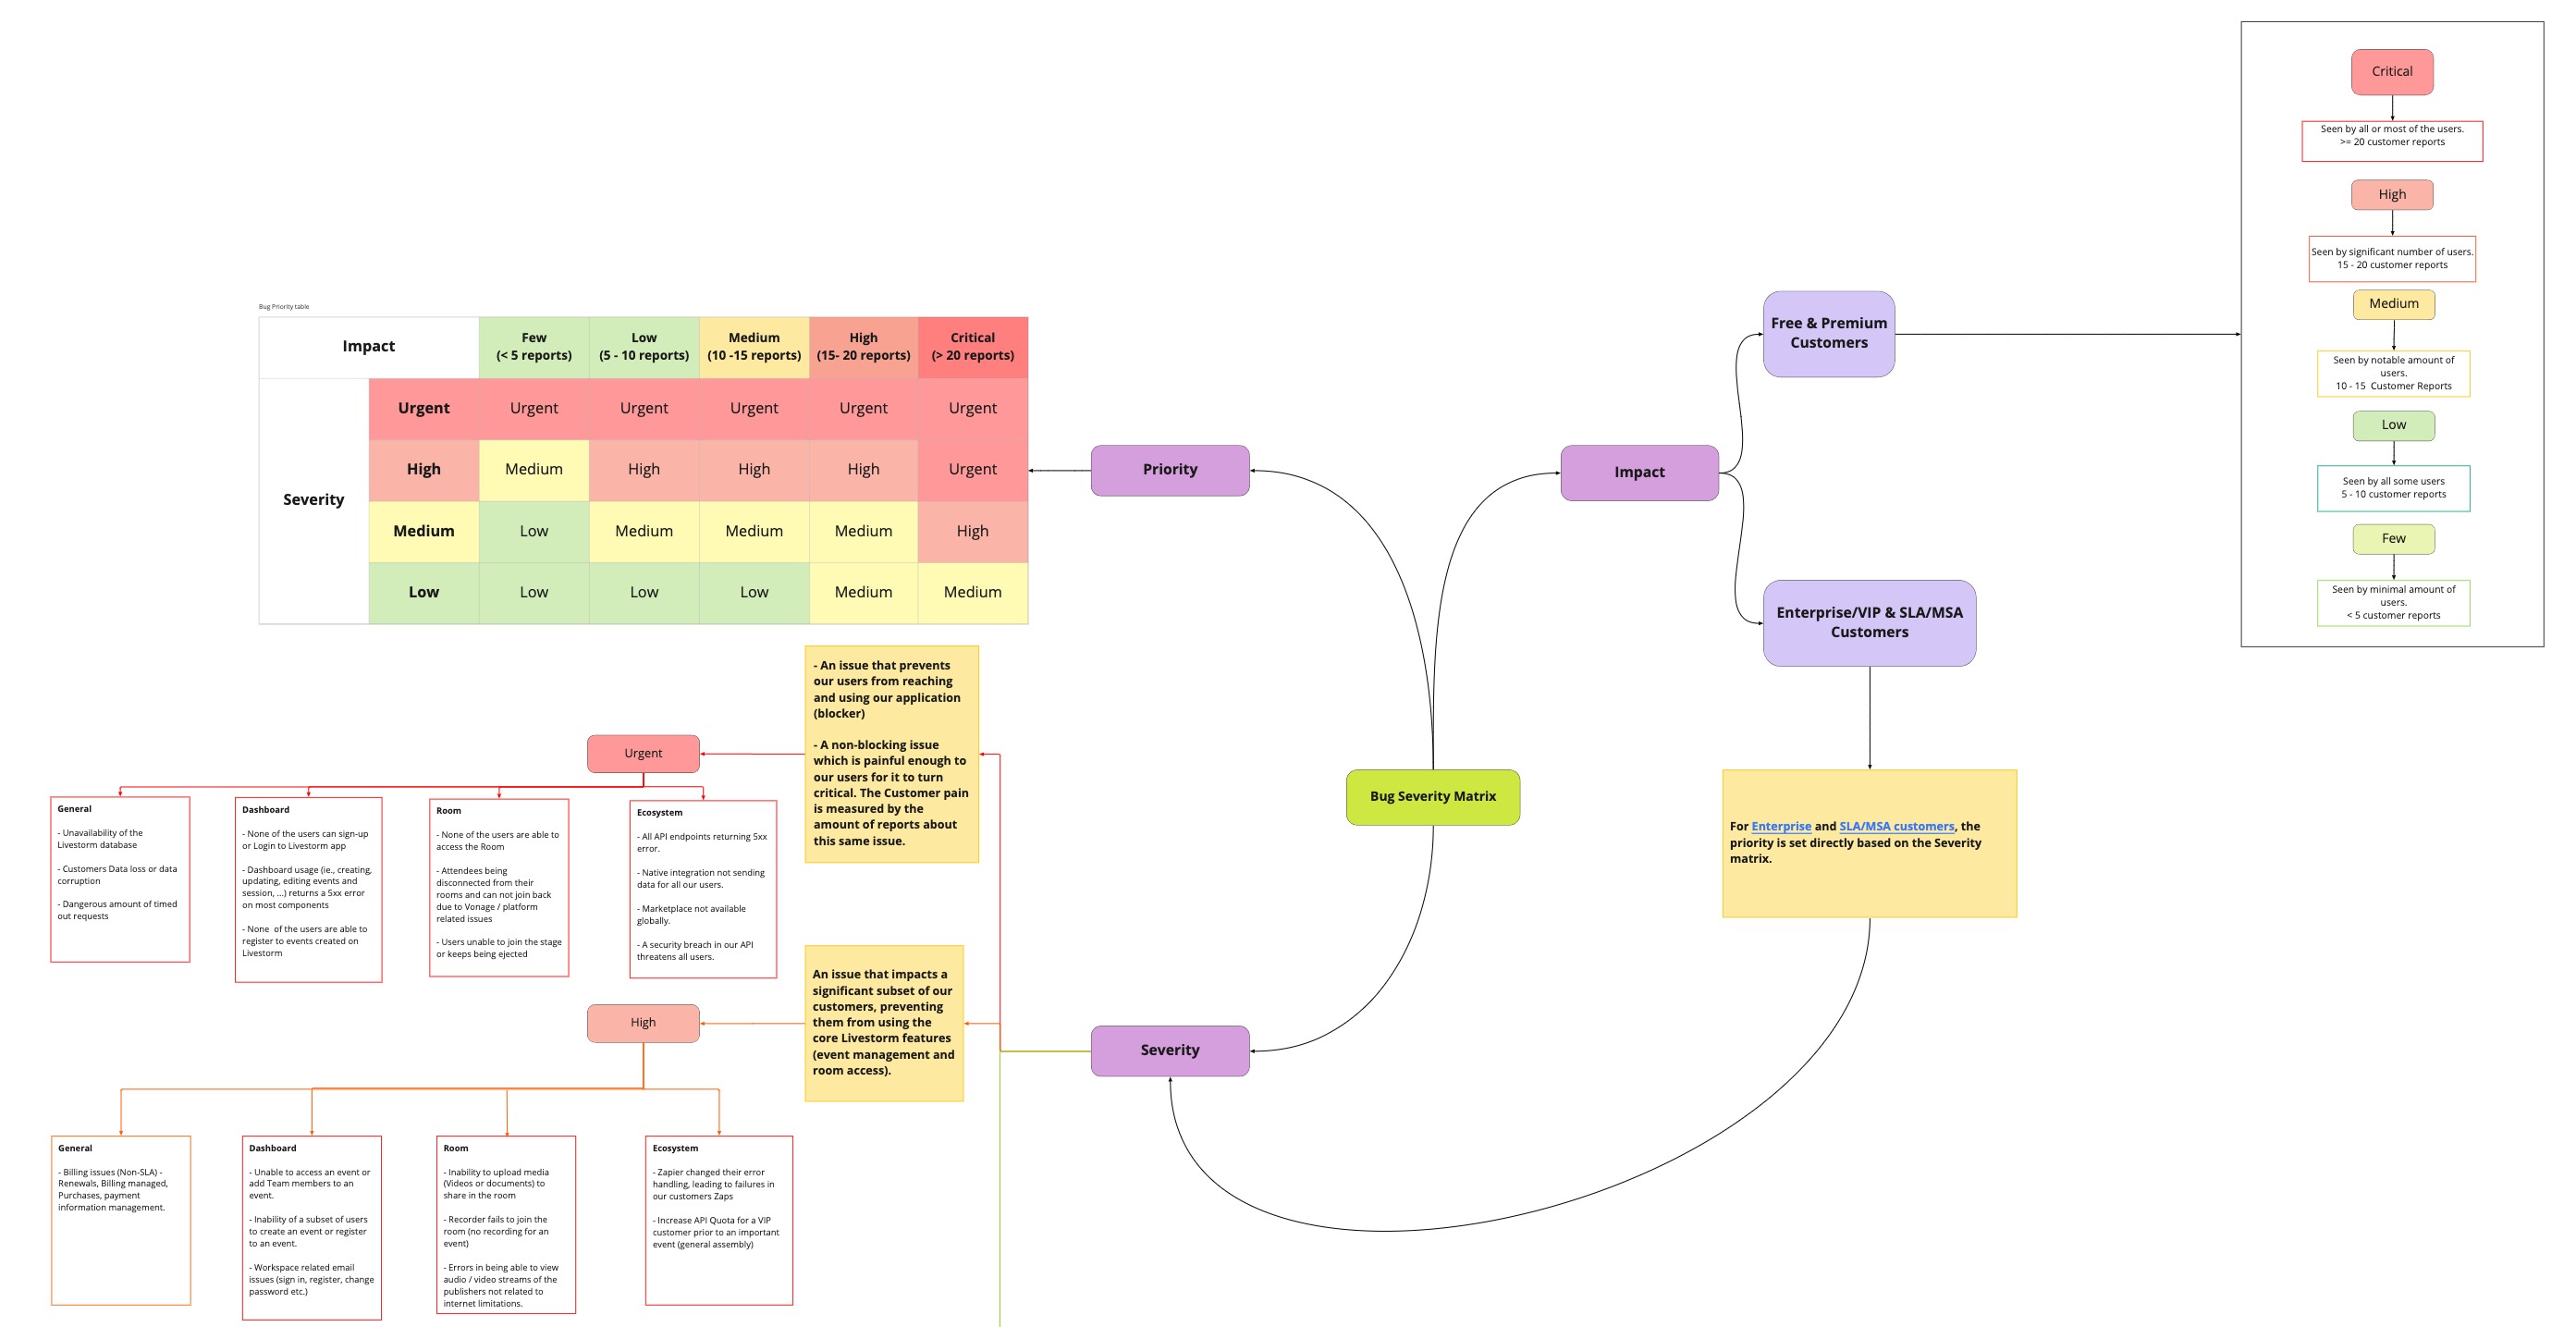 Critical
Seen by all or most of the users.
>= 20 customer reports
High
Seen by significant number of users.
15 - 20 customer reports
Medium
Seen by notable amount of
users.
10 - 15  Customer Reports
Low
Seen by all some users
5 - 10 customer reports
Few
Seen by minimal amount of
users.
< 5 customer reports
Free & Premium
Customers
Impact
Enterprise/VIP & SLA/MSA
Customers
For Enterprise and SLA/MSA customers, the
priority is set directly based on the Severity
matrix.
Bug Severity Matrix
Priority
Severity
Bug Priority table
Impact
Few
(< 5 reports)
Low
(5 - 10 reports)
Medium
(10 -15 reports)
High
(15- 20 reports)
Critical
(> 20 reports)
Severity
Urgent Urgent Urgent Urgent Urgent Urgent
High Medium High High High Urgent
Medium Low Medium Medium Medium High
Low Low Low Low Medium Medium
- An issue that prevents
our users from reaching
and using our application
(blocker)
- A non-blocking issue
which is painful enough to
our users for it to turn
critical. The Customer pain
is measured by the
amount of reports about
this same issue.
Urgent
General
- Unavailability of the
Livestorm database
- Customers Data loss or data
corruption
- Dangerous amount of timed
out requests
Dashboard
- None of the users can sign-up
or Login to Livestorm app
- Dashboard usage (ie., creating,
updating, editing events and
session, ...) returns a 5xx error
on most components
- None  of the users are able to
register to events created on
Livestorm
Room
- None of the users are able to
access the Room
- Attendees being
disconnected from their
rooms and can not join back
due to Vonage / platform
related issues
- Users unable to join the stage
or keeps being ejected
Ecosystem
- All API endpoints returning 5xx
error.
- Native integration not sending
data for all our users.
- Marketplace not available
globally.
- A security breach in our API
threatens all users.
An issue that impacts a
significant subset of our
customers, preventing
them from using the
core Livestorm features
(event management and
room access).
High
General
- Billing issues (Non-SLA) -
Renewals, Billing managed,
Purchases, payment
information management.
Dashboard
- Unable to access an event or
add Team members to an
event.
- Inability of a subset of users
to create an event or register
to an event.
- Workspace related email
issues (sign in, register, change
password etc.)
Room
- Inability to upload media
(Videos or documents) to
share in the room
- Recorder fails to join the
room (no recording for an
event)
- Errors in being able to view
audio / video streams of the
publishers not related to
internet limitations.
Ecosystem
- Zapier changed their error
handling, leading to failures in
our customers Zaps
- Increase API Quota for a VIP
customer prior to an important
event (general assembly)